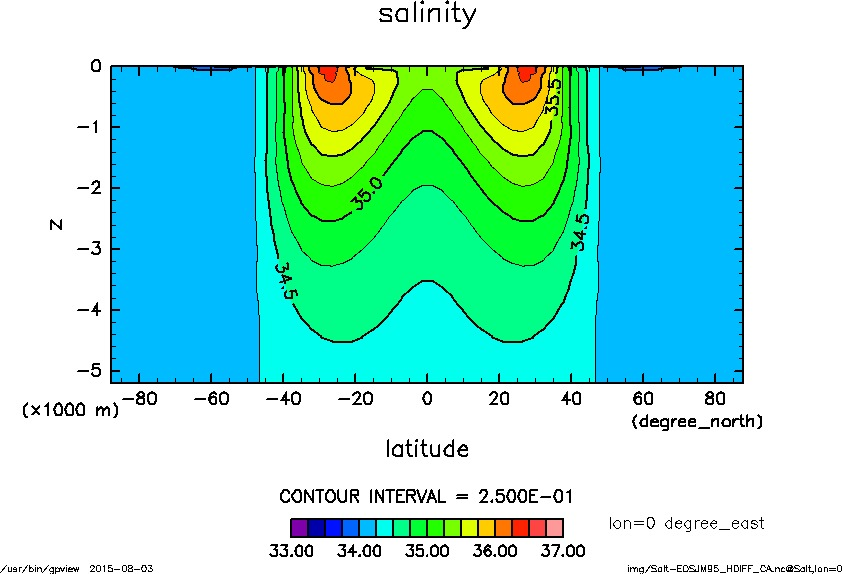 salinity
0
−1
−2
−3
−4
−5
z
35.5
35.0
34.5
34.5
(×1000 m)
−80 −60 −40 −20 0 20 40 60 80
(degree_north)
latitude
CONTOUR INTERVAL = 2.500E−01
33.00 34.00 35.00 36.00 37.00
lon=0 degree_east
/usr/bin/gpview 2015−08−03
img/Salt−EOSJM95_HDIFF_CA.nc@Salt,lon=0